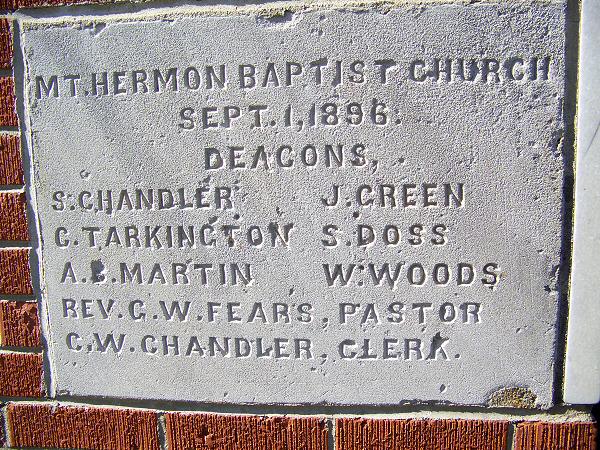 MT. HERMON BAPTIST CHURCH
SEPT. 1, 1896.
DEACONS,
S. CHANDLER J. GREEN
C. TARKINGTON S. DOSS
A. B. MARTIN W. WOODS
REV. G. W. FEARS, PASTOR
C. W. CHANDLER, CLERK.